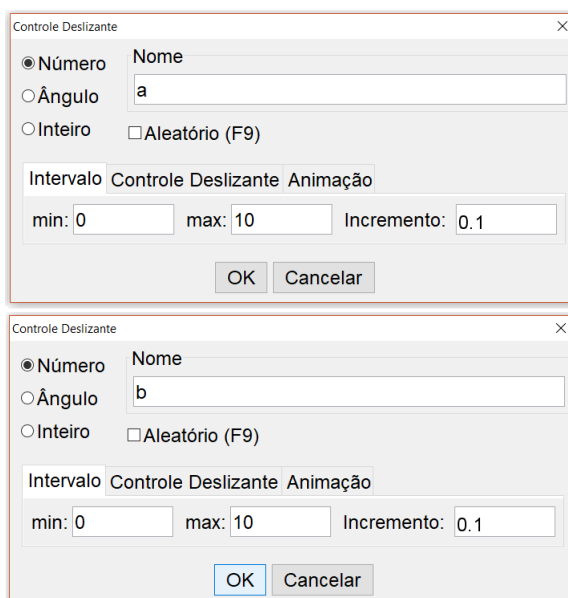 Controle Deslizante
Número
Nome
a
Ângulo
Inteiro
Aleatório (F9)
Intervalo Controle Deslizante Animação
min: 0 max: 10 Incremento: 0.1
OK Cancelar
Controle Deslizante
Número
Nome
b
Ângulo
Inteiro
Aleatório (F9)
Intervalo Controle Deslizante Animação
min: 0 max: 10 Incremento: 0.1
OK Cancelar